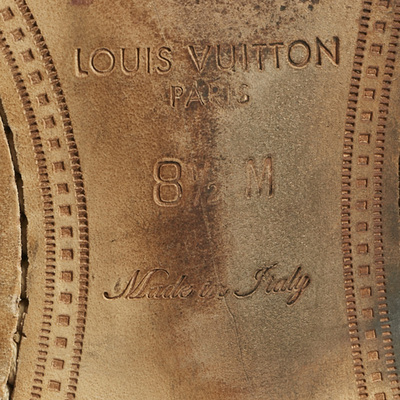 LOUIS VUITTON
PARIS
8½ M
Made in Italy